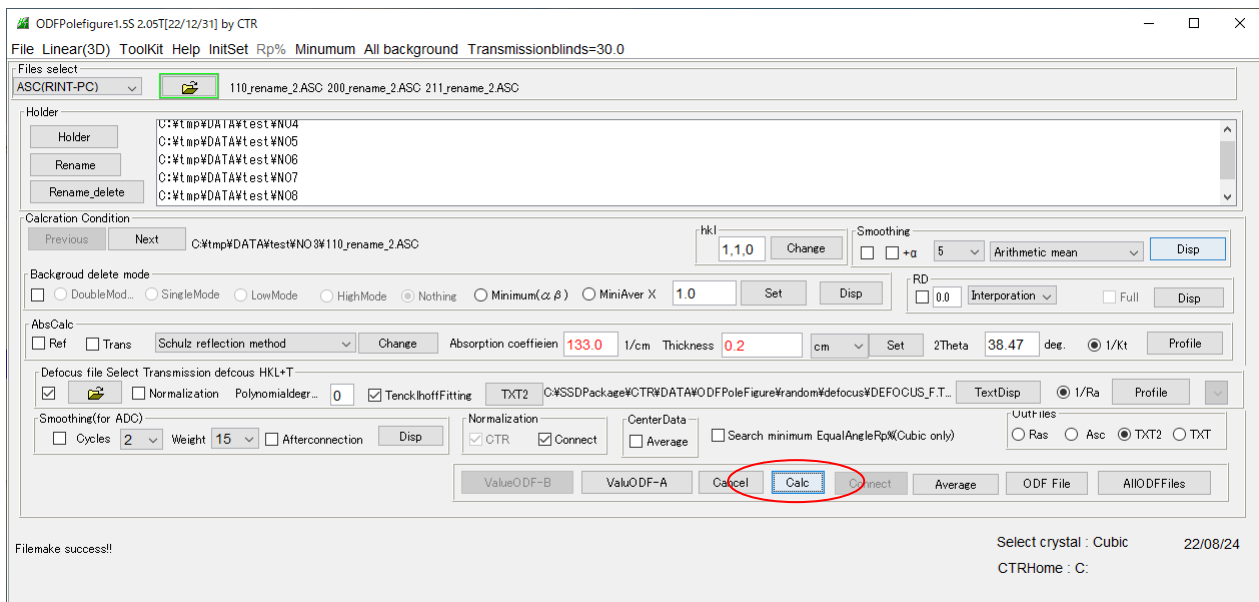 ODFPolefigure1.5S 2.05T[22/12/31] by CTR
File Linear(3D) ToolKit Help InitSet Rp% Minumum All background Transmissionblinds=30.0
Files select
ASC(RINT-PC) 110_rename_2.ASC 200_rename_2.ASC 211_rename_2.ASC
Holder
Holder
Rename
Rename_delete
C:¥tmp¥DATA¥test¥NO4
C:¥tmp¥DATA¥test¥NO5
C:¥tmp¥DATA¥test¥NO6
C:¥tmp¥DATA¥test¥NO7
C:¥tmp¥DATA¥test¥NO8
Calcration Condition
Previous Next C:¥tmp¥DATA¥test¥NO3¥110_rename_2.ASC
hkl
1,1,0 Change
Smoothing
+α 5 Arithmetic mean Disp
Backgroud delete mode
DoubleMod... SingleMode LowMode HighMode Nothing Minimum(αβ) MiniAver X 1.0 Set Disp
RD
0.0 Interporation Full Disp
AbsCalc
Ref Trans Schulz reflection method Change Absorption coeffieien 133.0 1/cm Thickness 0.2 cm Set 2Theta 38.47 deg. 1/Kt Profile
Defocus file Select Transmission defcous HKL+T
Normalization Polynomialdegr... 0 TencklhoffFitting TXT2 C:¥SSDPackage¥CTR¥DATA¥ODFPoleFigure¥random¥defocus¥DEFOCUS_F.T... TextDisp 1/Ra Profile
Smoothing(for ADC)
Cycles 2 Weight 15 Afterconnection Disp
Normalization
CTR Connect
CenterData
Average
Search minimum EqualAngleRp%(Cubic only)
OutFiles
Ras Asc TXT2 TXT
ValueODF-B ValuODF-A Cancel Calc Connect Average ODF File AllODFFiles
Filemake success!!
Select crystal : Cubic 22/08/24
CTRHome : C: